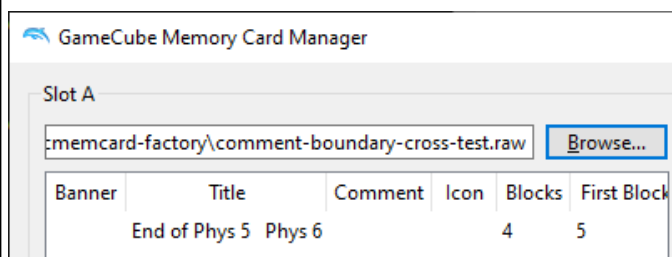 GameCube Memory Card Manager
Slot A
:memcard-factory\comment-boundary-cross-test.raw Browse...
Banner Title Comment Icon Blocks First Block
End of Phys 5 Phys 6 4 5